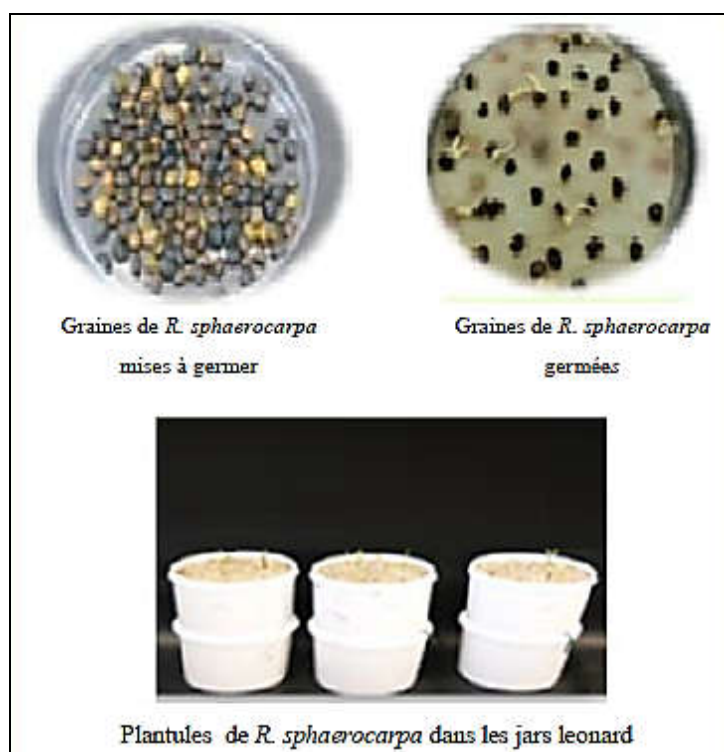 Graines de R. sphaerocarpa
mises à germer
Graines de R. sphaerocarpa
germées
Plantules de R. sphaerocarpa dans les jars leonard